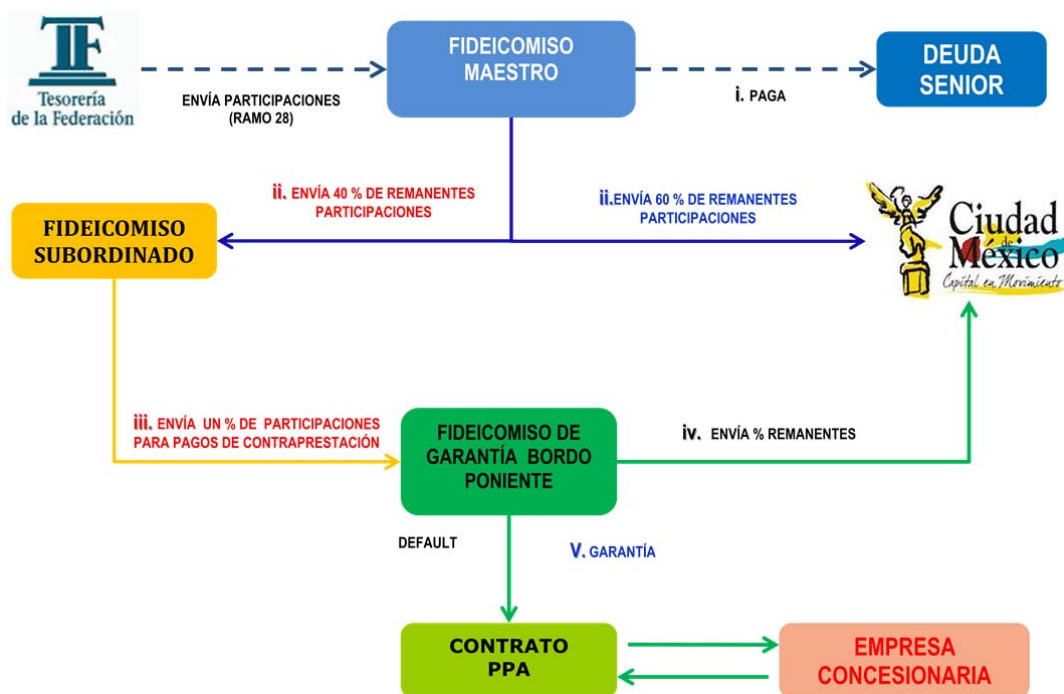 TF
Tesorería
de la Federación
ENVÍA PARTICIPACIONES
(RAMO 28)
FIDEICOMISO
MAESTRO
i. PAGA
DEUDA
SENIOR
ii. ENVÍA 40 % DE REMANENTES
PARTICIPACIONES
ii.ENVÍA 60 % DE REMANENTES
PARTICIPACIONES
FIDEICOMISO
SUBORDINADO
Ciudad
de
México
Capital en Movimiento
iii. ENVÍA UN % DE PARTICIPACIONES
PARA PAGOS DE CONTRAPRESTACIÓN
FIDEICOMISO DE
GARANTÍA BORDO
PONIENTE
iv. ENVÍA % REMANENTES
DEFAULT
V. GARANTÍA
CONTRATO
PPA
EMPRESA
CONCESIONARIA